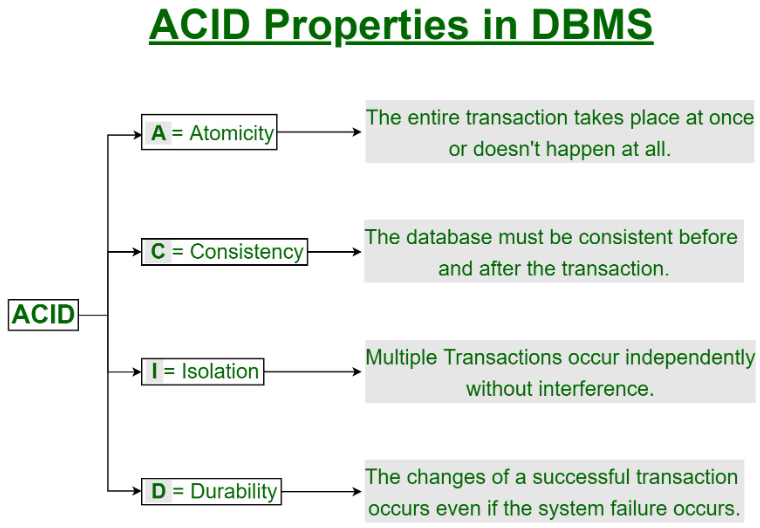 ACID Properties in DBMS
A = Atomicity
The entire transaction takes place at once
or doesn't happen at all.
C = Consistency
The database must be consistent before
and after the transaction.
ACID
I = Isolation
Multiple Transactions occur independently
without interference.
D = Durability
The changes of a successful transaction
occurs even if the system failure occurs.